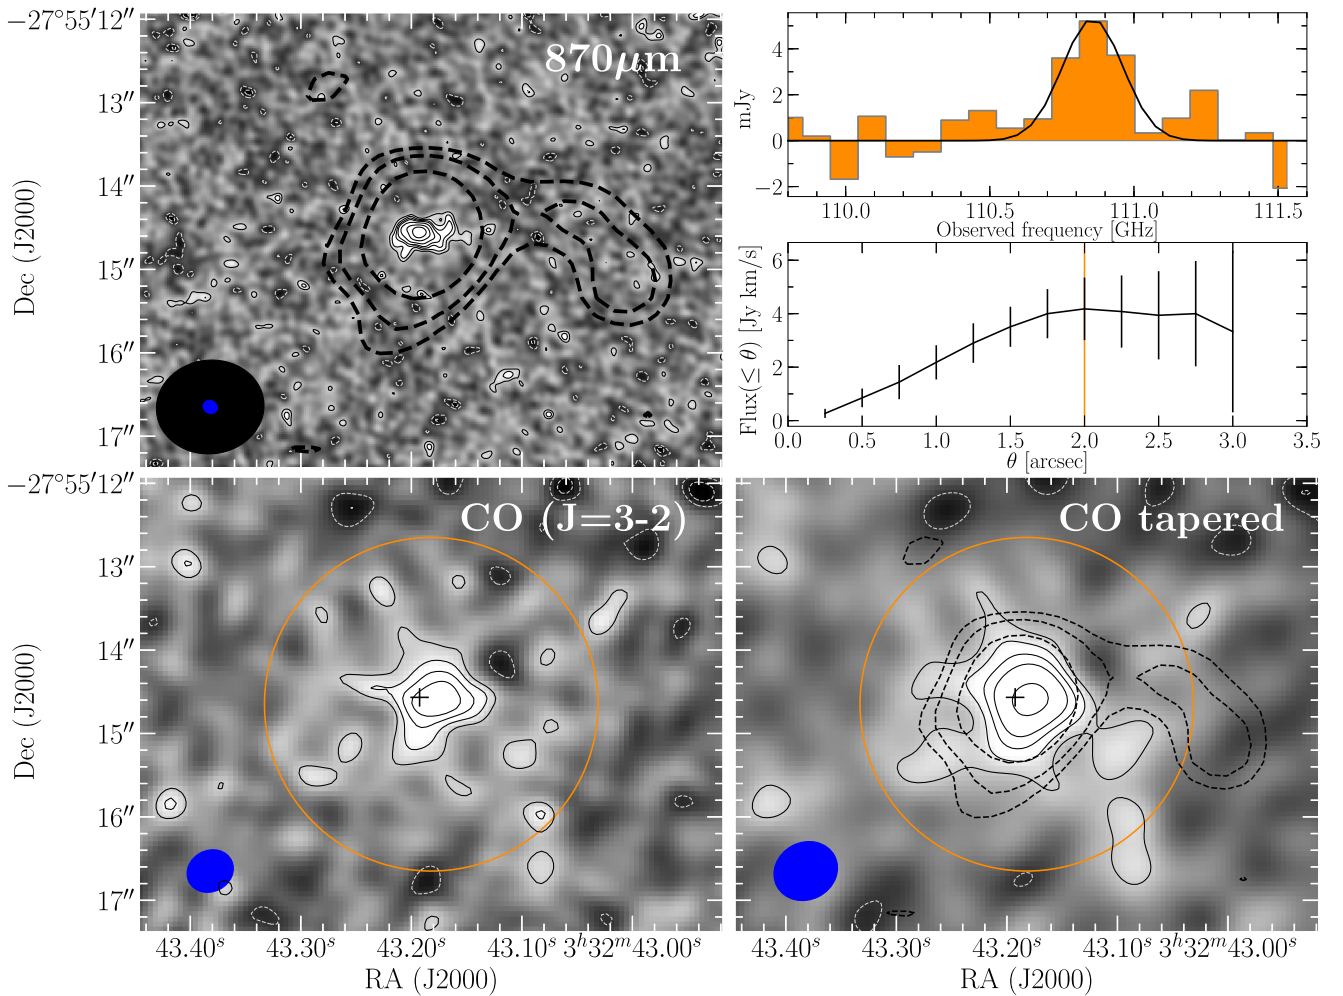 −27°55′12″
13″
14″
15″
16″
17″
Dec (J2000)
870μm
4
2
0
−2
mJy
110.0 110.5 111.0 111.5
Observed frequency [GHz]
6
4
2
0
Flux(≤ θ) [Jy km/s]
0.0 0.5 1.0 1.5 2.0 2.5 3.0 3.5
θ [arcsec]
−27°55′12″
13″
14″
15″
16″
17″
Dec (J2000)
CO (J=3-2)
43.40ˢ 43.30ˢ 43.20ˢ 43.10ˢ 3ʰ32ᵐ43.00ˢ
RA (J2000)
CO tapered
43.40ˢ 43.30ˢ 43.20ˢ 43.10ˢ 3ʰ32ᵐ43.00ˢ
RA (J2000)